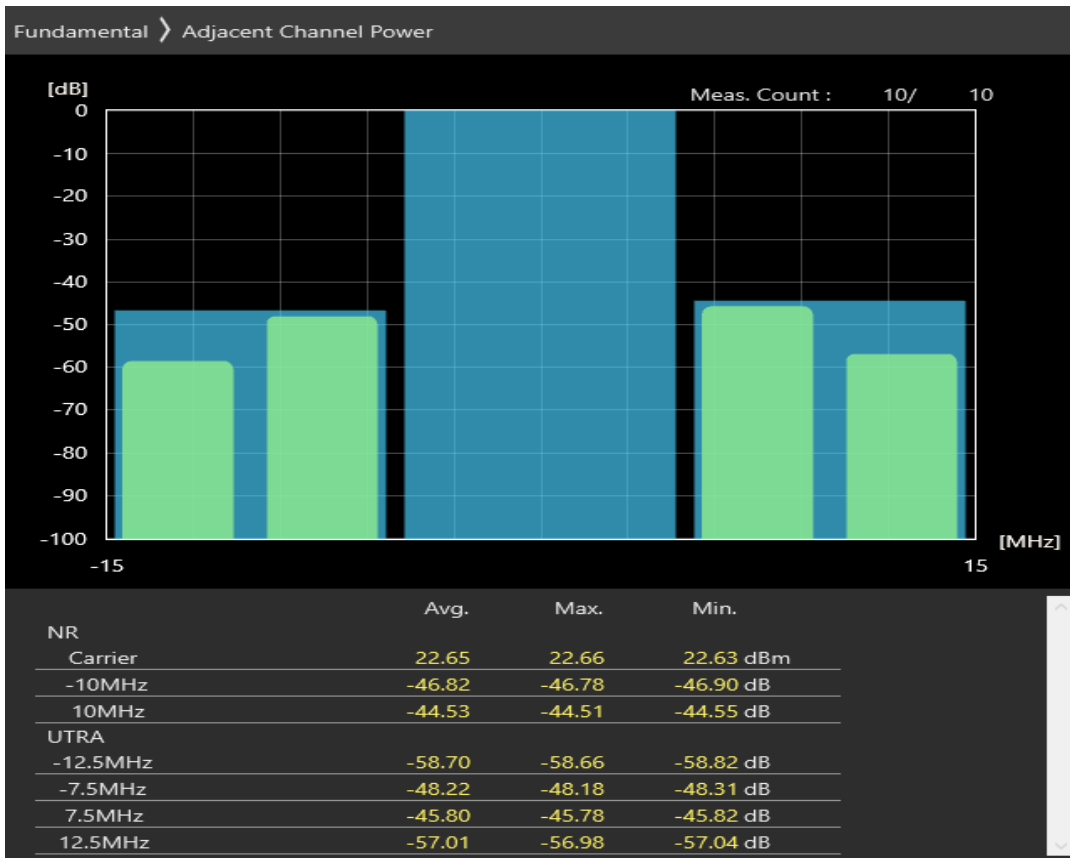 Fundamental 〉 Adjacent Channel Power
[dB]
Meas. Count : 10/ 10
0
-10
-20
-30
-40
-50
-60
-70
-80
-90
-100
[MHz]
-15 15
Avg. Max. Min.
NR
Carrier 22.65 22.66 22.63 dBm
-10MHz -46.82 -46.78 -46.90 dB
10MHz -44.53 -44.51 -44.55 dB
UTRA
-12.5MHz -58.70 -58.66 -58.82 dB
-7.5MHz -48.22 -48.18 -48.31 dB
7.5MHz -45.80 -45.78 -45.82 dB
12.5MHz -57.01 -56.98 -57.04 dB